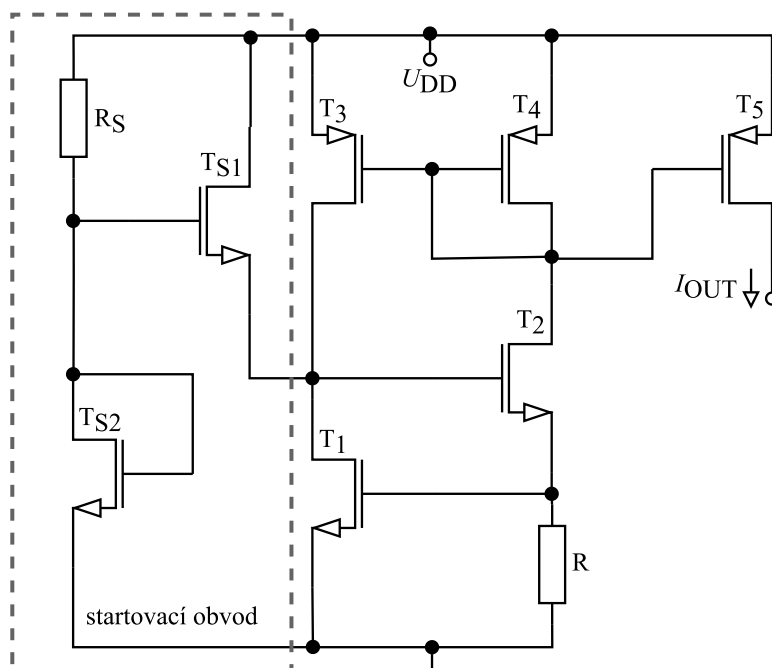 R_S
T_S1
T_S2
startovací obvod
U_DD
T_3
T_4
T_5
T_1
T_2
I_OUT
R